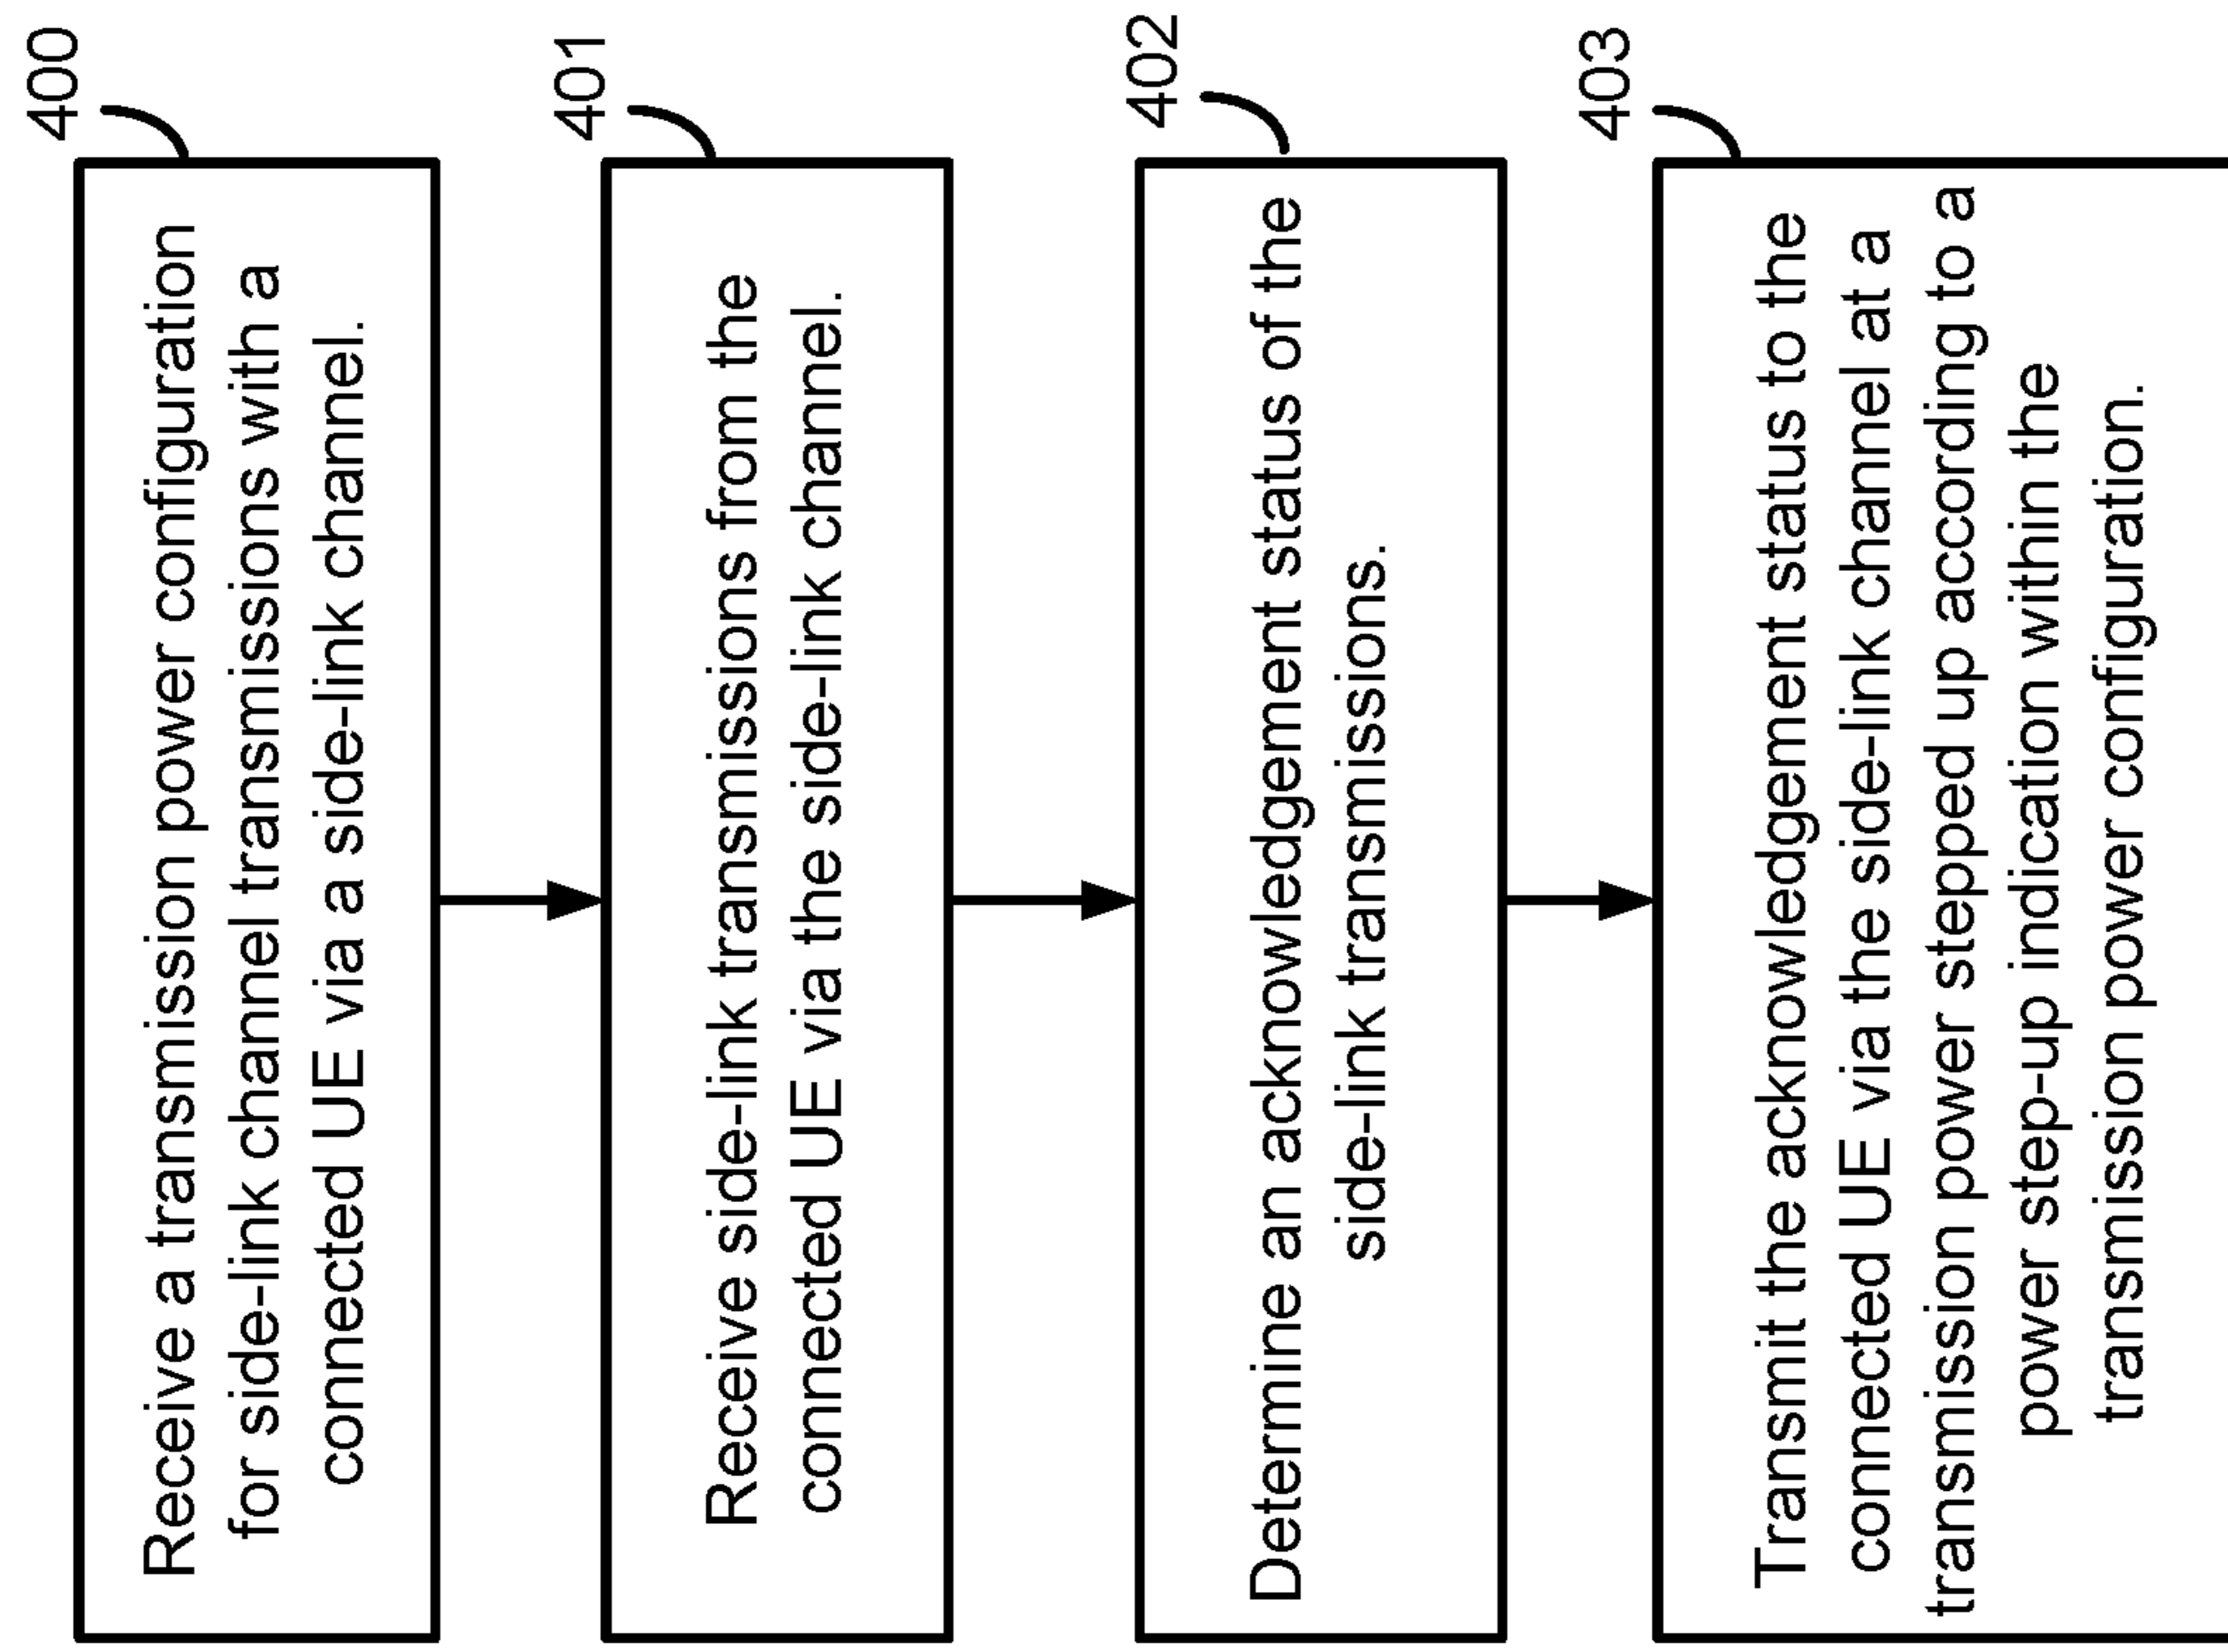 400
Receive a transmission power configuration
for side-link channel transmissions with a
connected UE via a side-link channel.
401
Receive side-link transmissions from the
connected UE via the side-link channel.
402
Determine an acknowledgement status of the
side-link transmissions.
403
Transmit the acknowledgement status to the
connected UE via the side-link channel at a
transmission power stepped up according to a
power step-up indication within the
transmission power configuration.